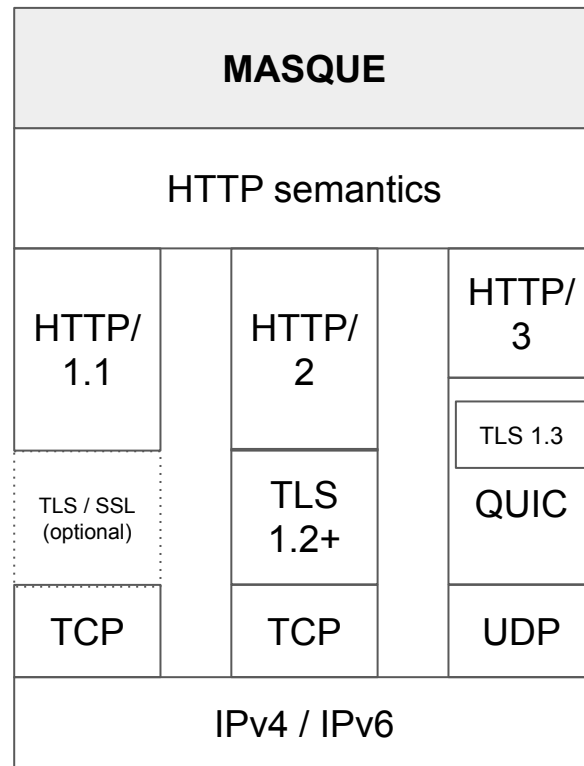 MASQUE
HTTP semantics
HTTP/
1.1
TLS / SSL
(optional)
TCP
HTTP/
2
TLS
1.2+
TCP
HTTP/
3
TLS 1.3
QUIC
UDP
IPv4 / IPv6